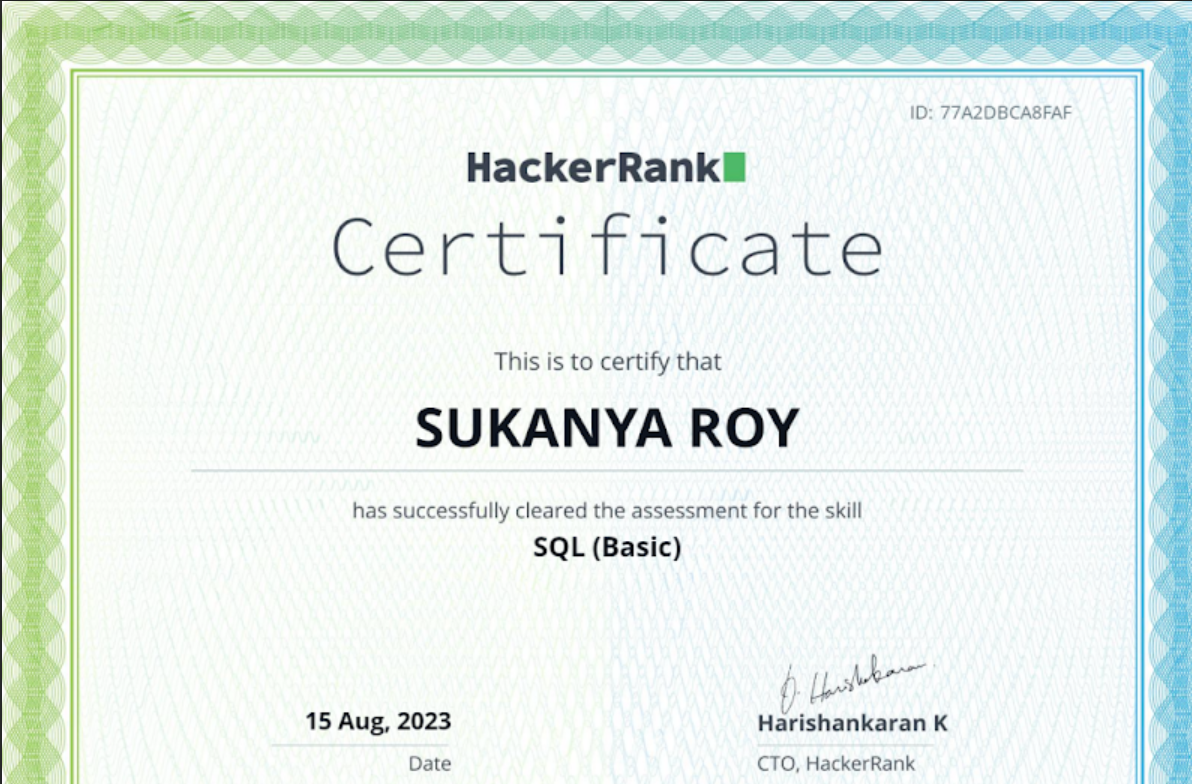 ID: 77A2DBCA8FAF
HackerRank
Certificate
This is to certify that
SUKANYA ROY
has successfully cleared the assessment for the skill
SQL (Basic)
15 Aug, 2023
Date
Harishankaran K
CTO, HackerRank